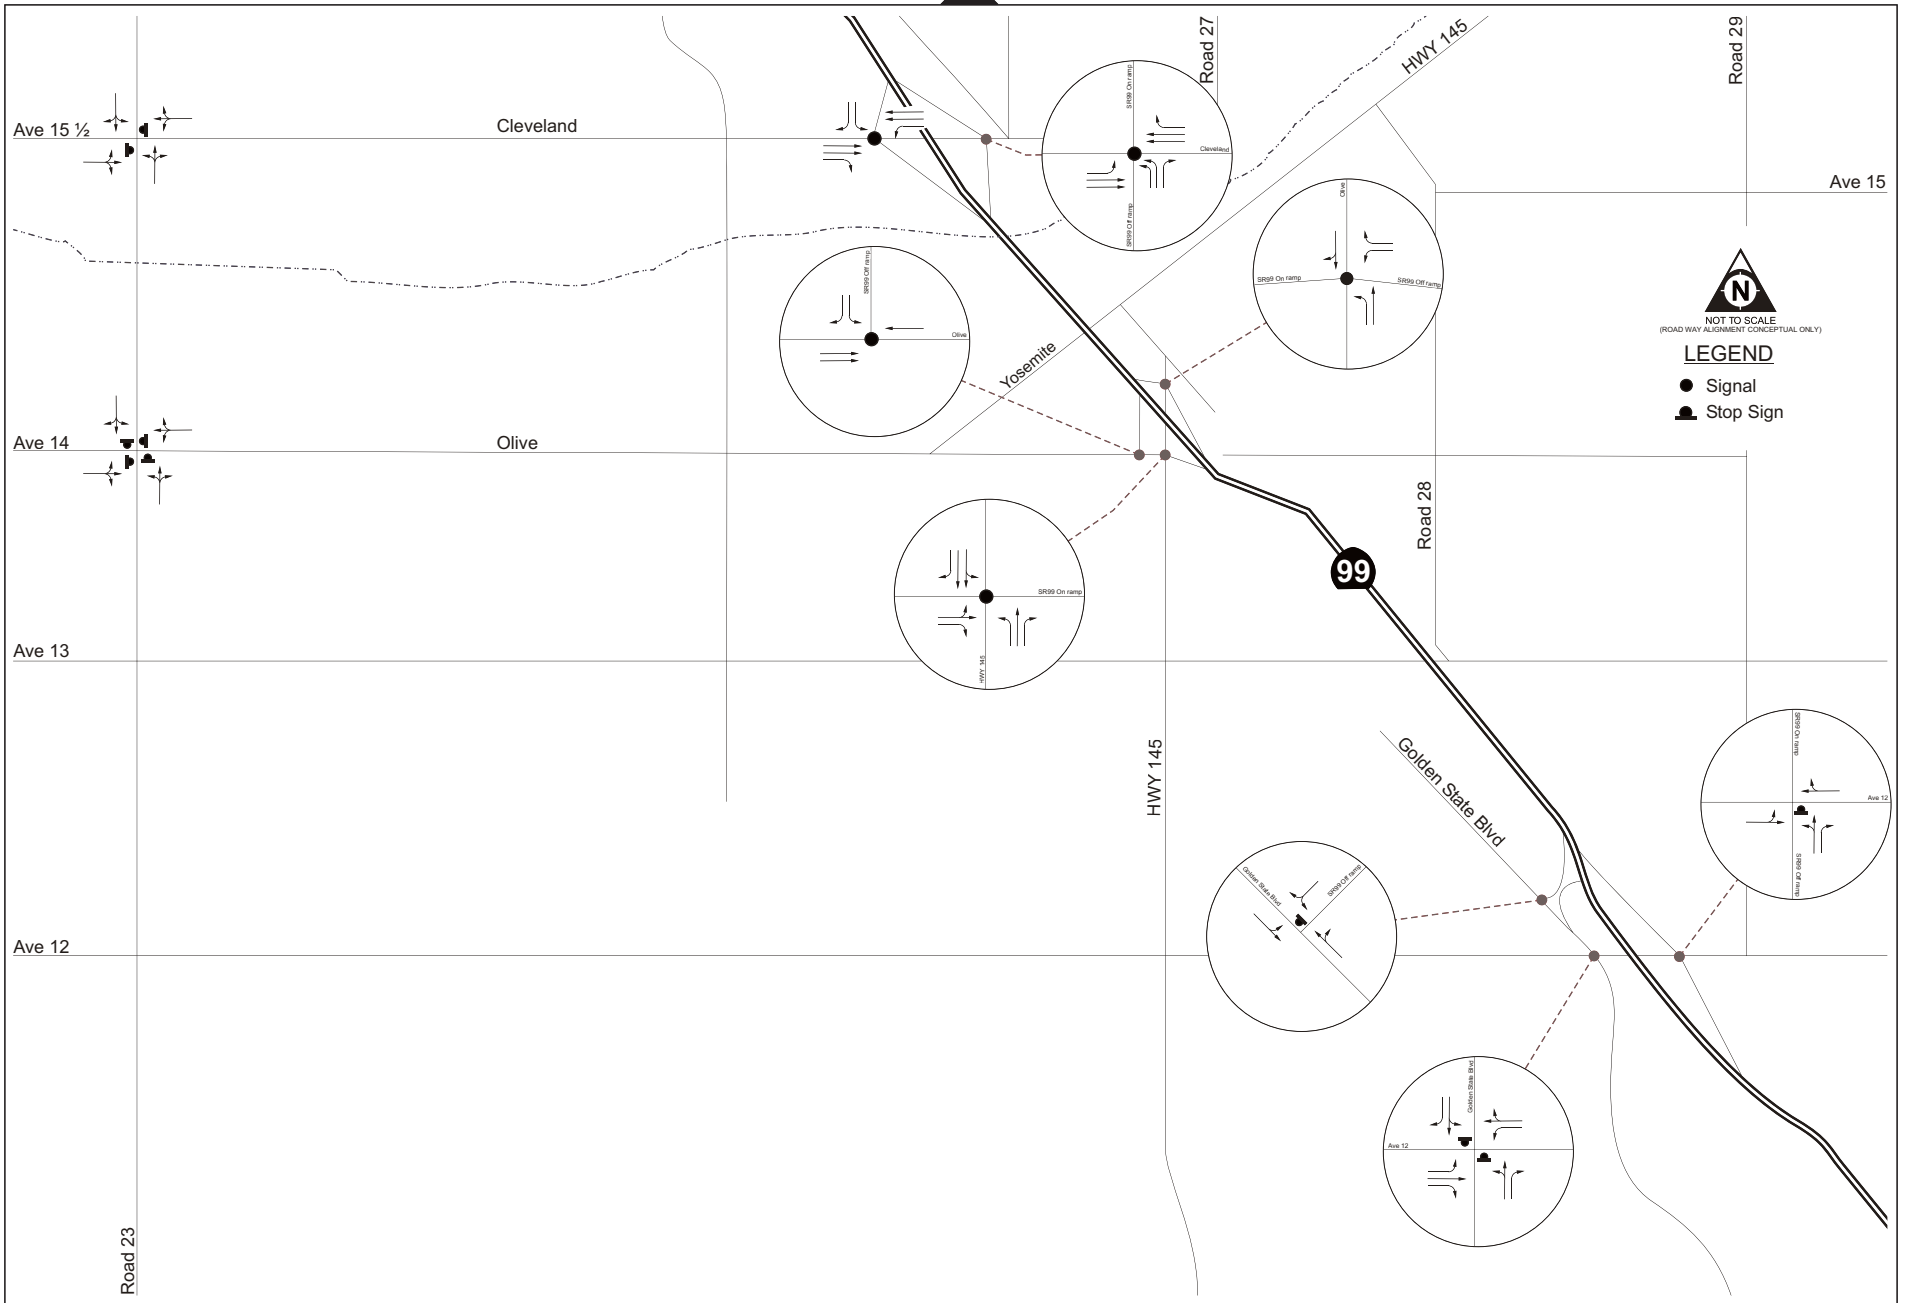 Road 27
HWY 145
Road 29
Ave 15 ½
Cleveland
SR99 On ramp
Cleveland
SR99 Off ramp
Ave 15
Olive
SR99 On ramp
SR99 Off ramp
SR99 Off ramp
Olive
N
NOT TO SCALE
(ROAD WAY ALIGNMENT CONCEPTUAL ONLY)
LEGEND
Signal
Stop Sign
Yosemite
Ave 14
Olive
Road 28
99
SR99 On ramp
HWY 145
Ave 13
HWY 145
Golden State Blvd
SR99 On ramp
Ave 12
SR99 Off ramp
Golden State Blvd
SR99 Off ramp
Ave 12
Golden State Blvd
Ave 12
Road 23